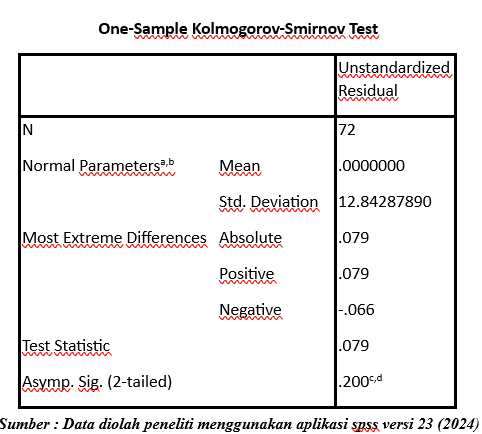 One-Sample Kolmogorov-Smirnov Test
Unstandardized
Residual
N 72
Normal Parametersᵃ,ᵇ Mean .0000000
Std. Deviation 12.84287890
Most Extreme Differences Absolute .079
Positive .079
Negative -.066
Test Statistic .079
Asymp. Sig. (2-tailed) .200ᶜ,ᵈ
Sumber : Data diolah peneliti menggunakan aplikasi spss versi 23 (2024)